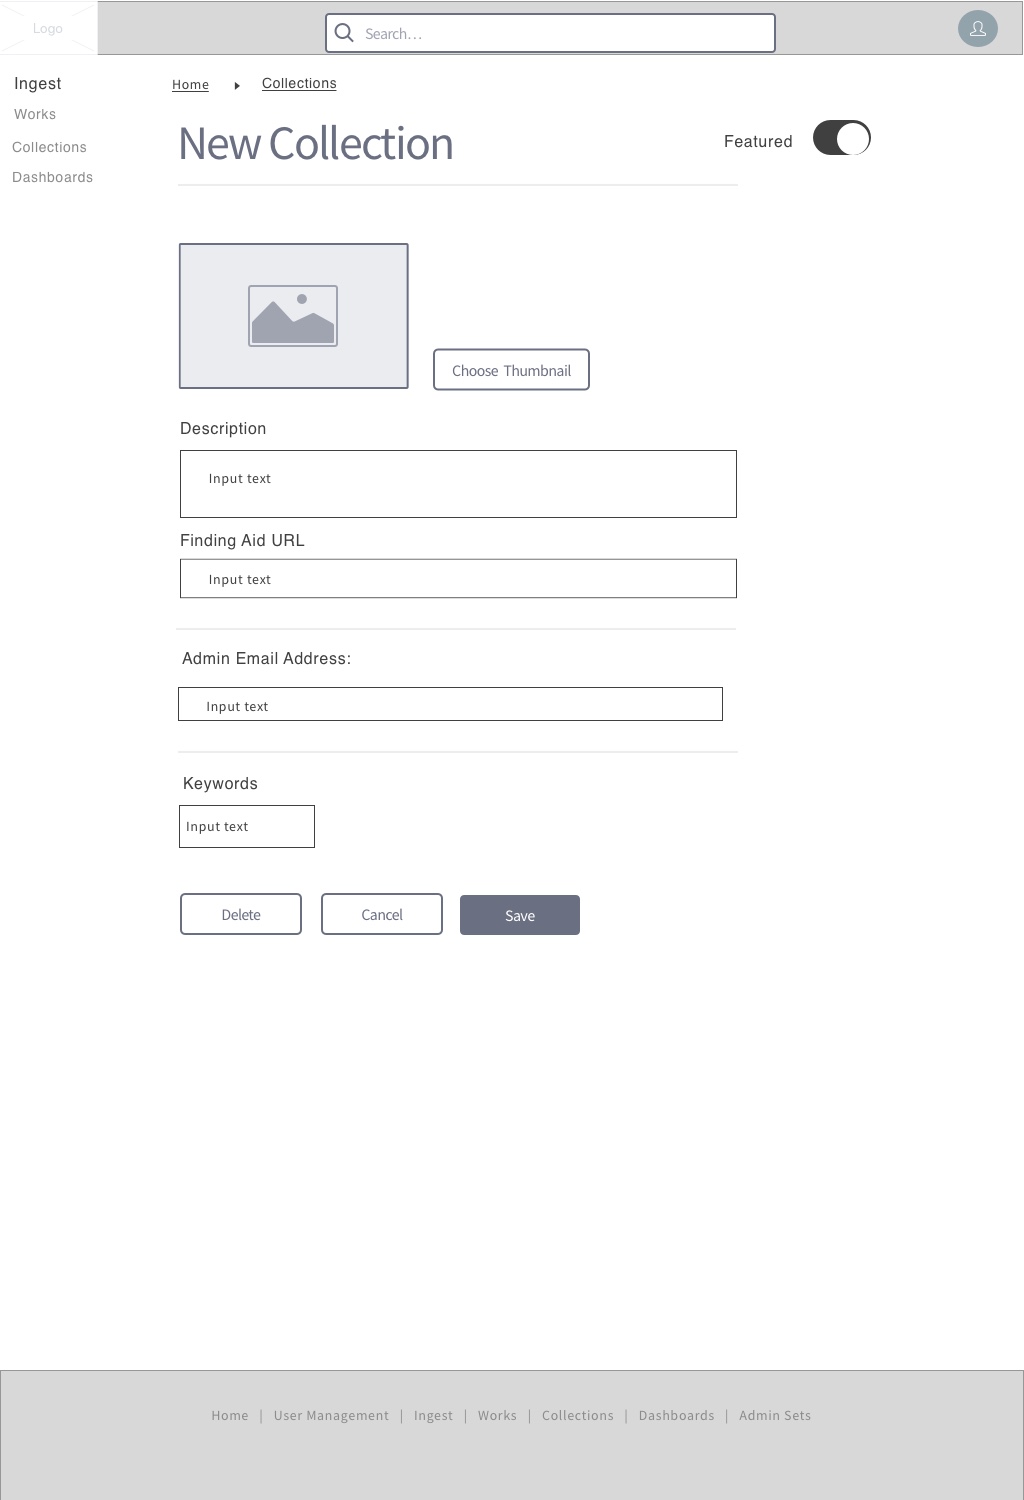 Logo
Search...
Ingest
Works
Collections
Dashboards
Home
Collections
New Collection
Featured
Choose Thumbnail
Description
Input text
Finding Aid URL
Input text
Admin Email Address:
Input text
Keywords
Input text
Delete Cancel Save
Home | User Management | Ingest | Works | Collections | Dashboards | Admin Sets